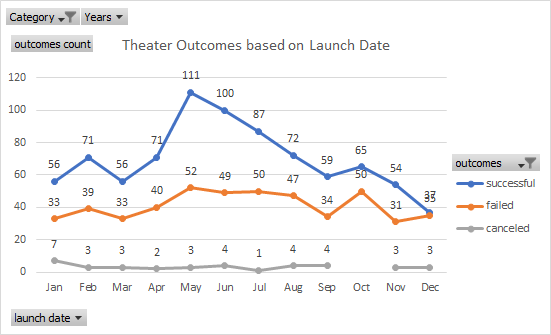 Category Years
outcomes count
Theater Outcomes based on Launch Date
120
100
80
60
40
20
0
56 71 56 71 111 100 87 72 59 65 54 37
33 39 33 40 52 49 50 47 34 50 31 35
7 3 3 2 3 4 1 4 4 3 3
Jan Feb Mar Apr May Jun Jul Aug Sep Oct Nov Dec
outcomes
successful
failed
canceled
launch date